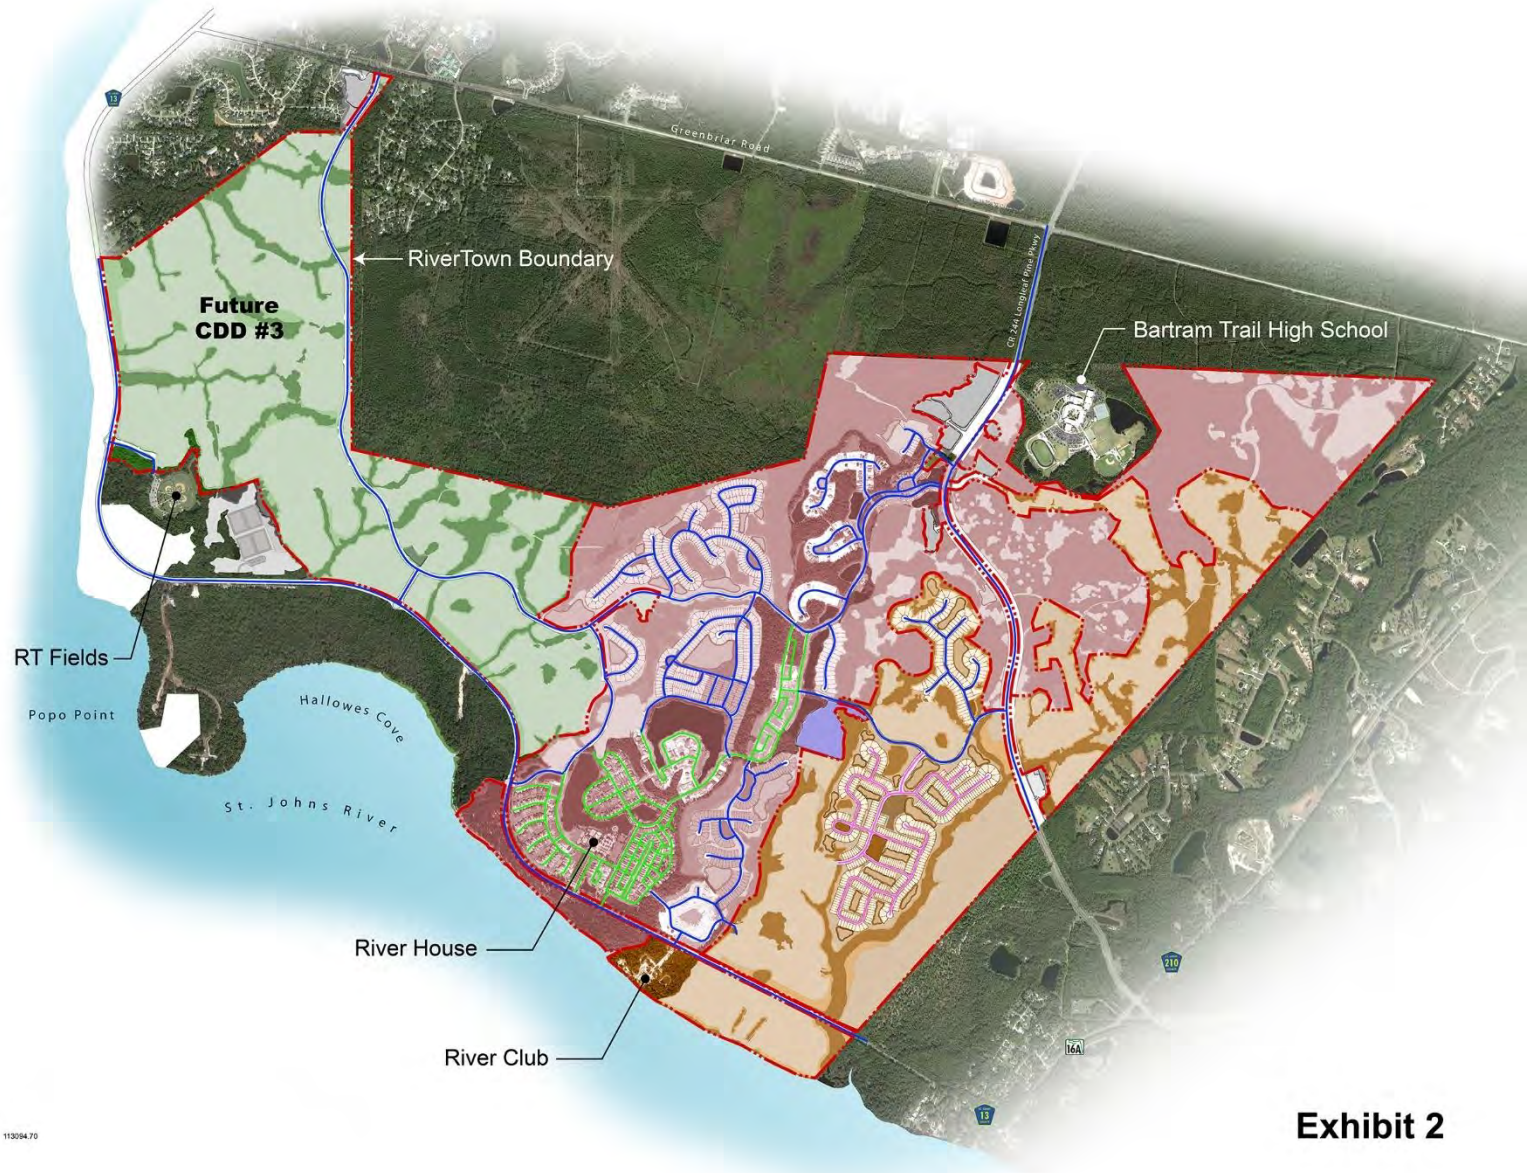 13
Greenbriar Road
RiverTown Boundary
CR 244 Longleaf Pine Pkwy
Future
CDD #3
Bartram Trail High School
RT Fields
Popo Point
Hallowes Cove
St. Johns River
River House
River Club
210
16A
13
Exhibit 2
113094.70